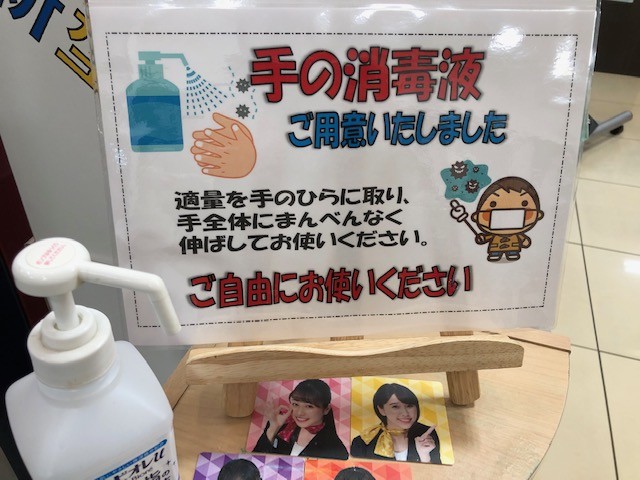 手の消毒液
ご用意いたしました
適量を手のひらに取り、
手全体にまんべんなく
伸ばしてお使いください。
ご自由にお使いください